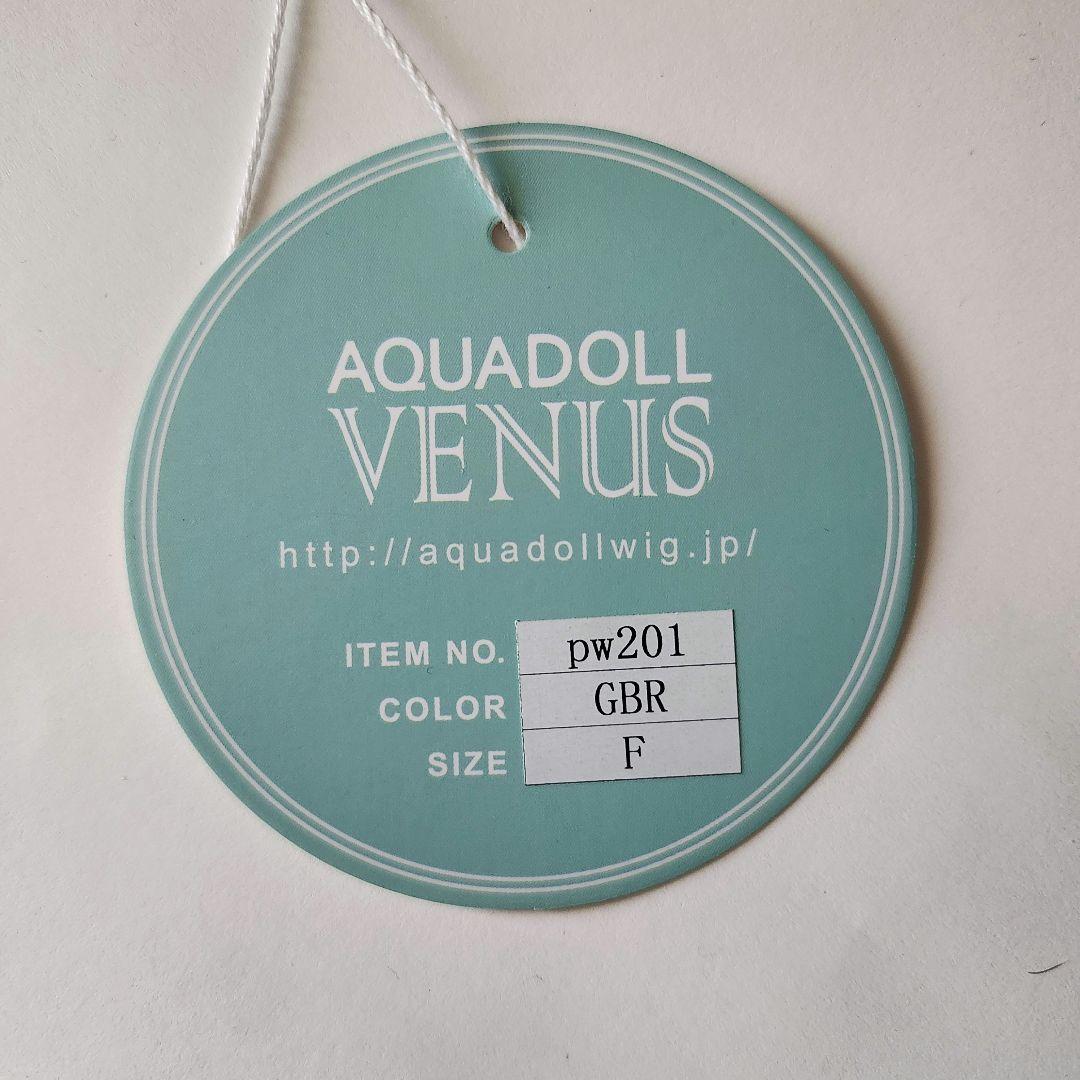 AQUADOLL
VENUS
http://aquadollwig.jp/
ITEM NO. pw201
COLOR GBR
SIZE F